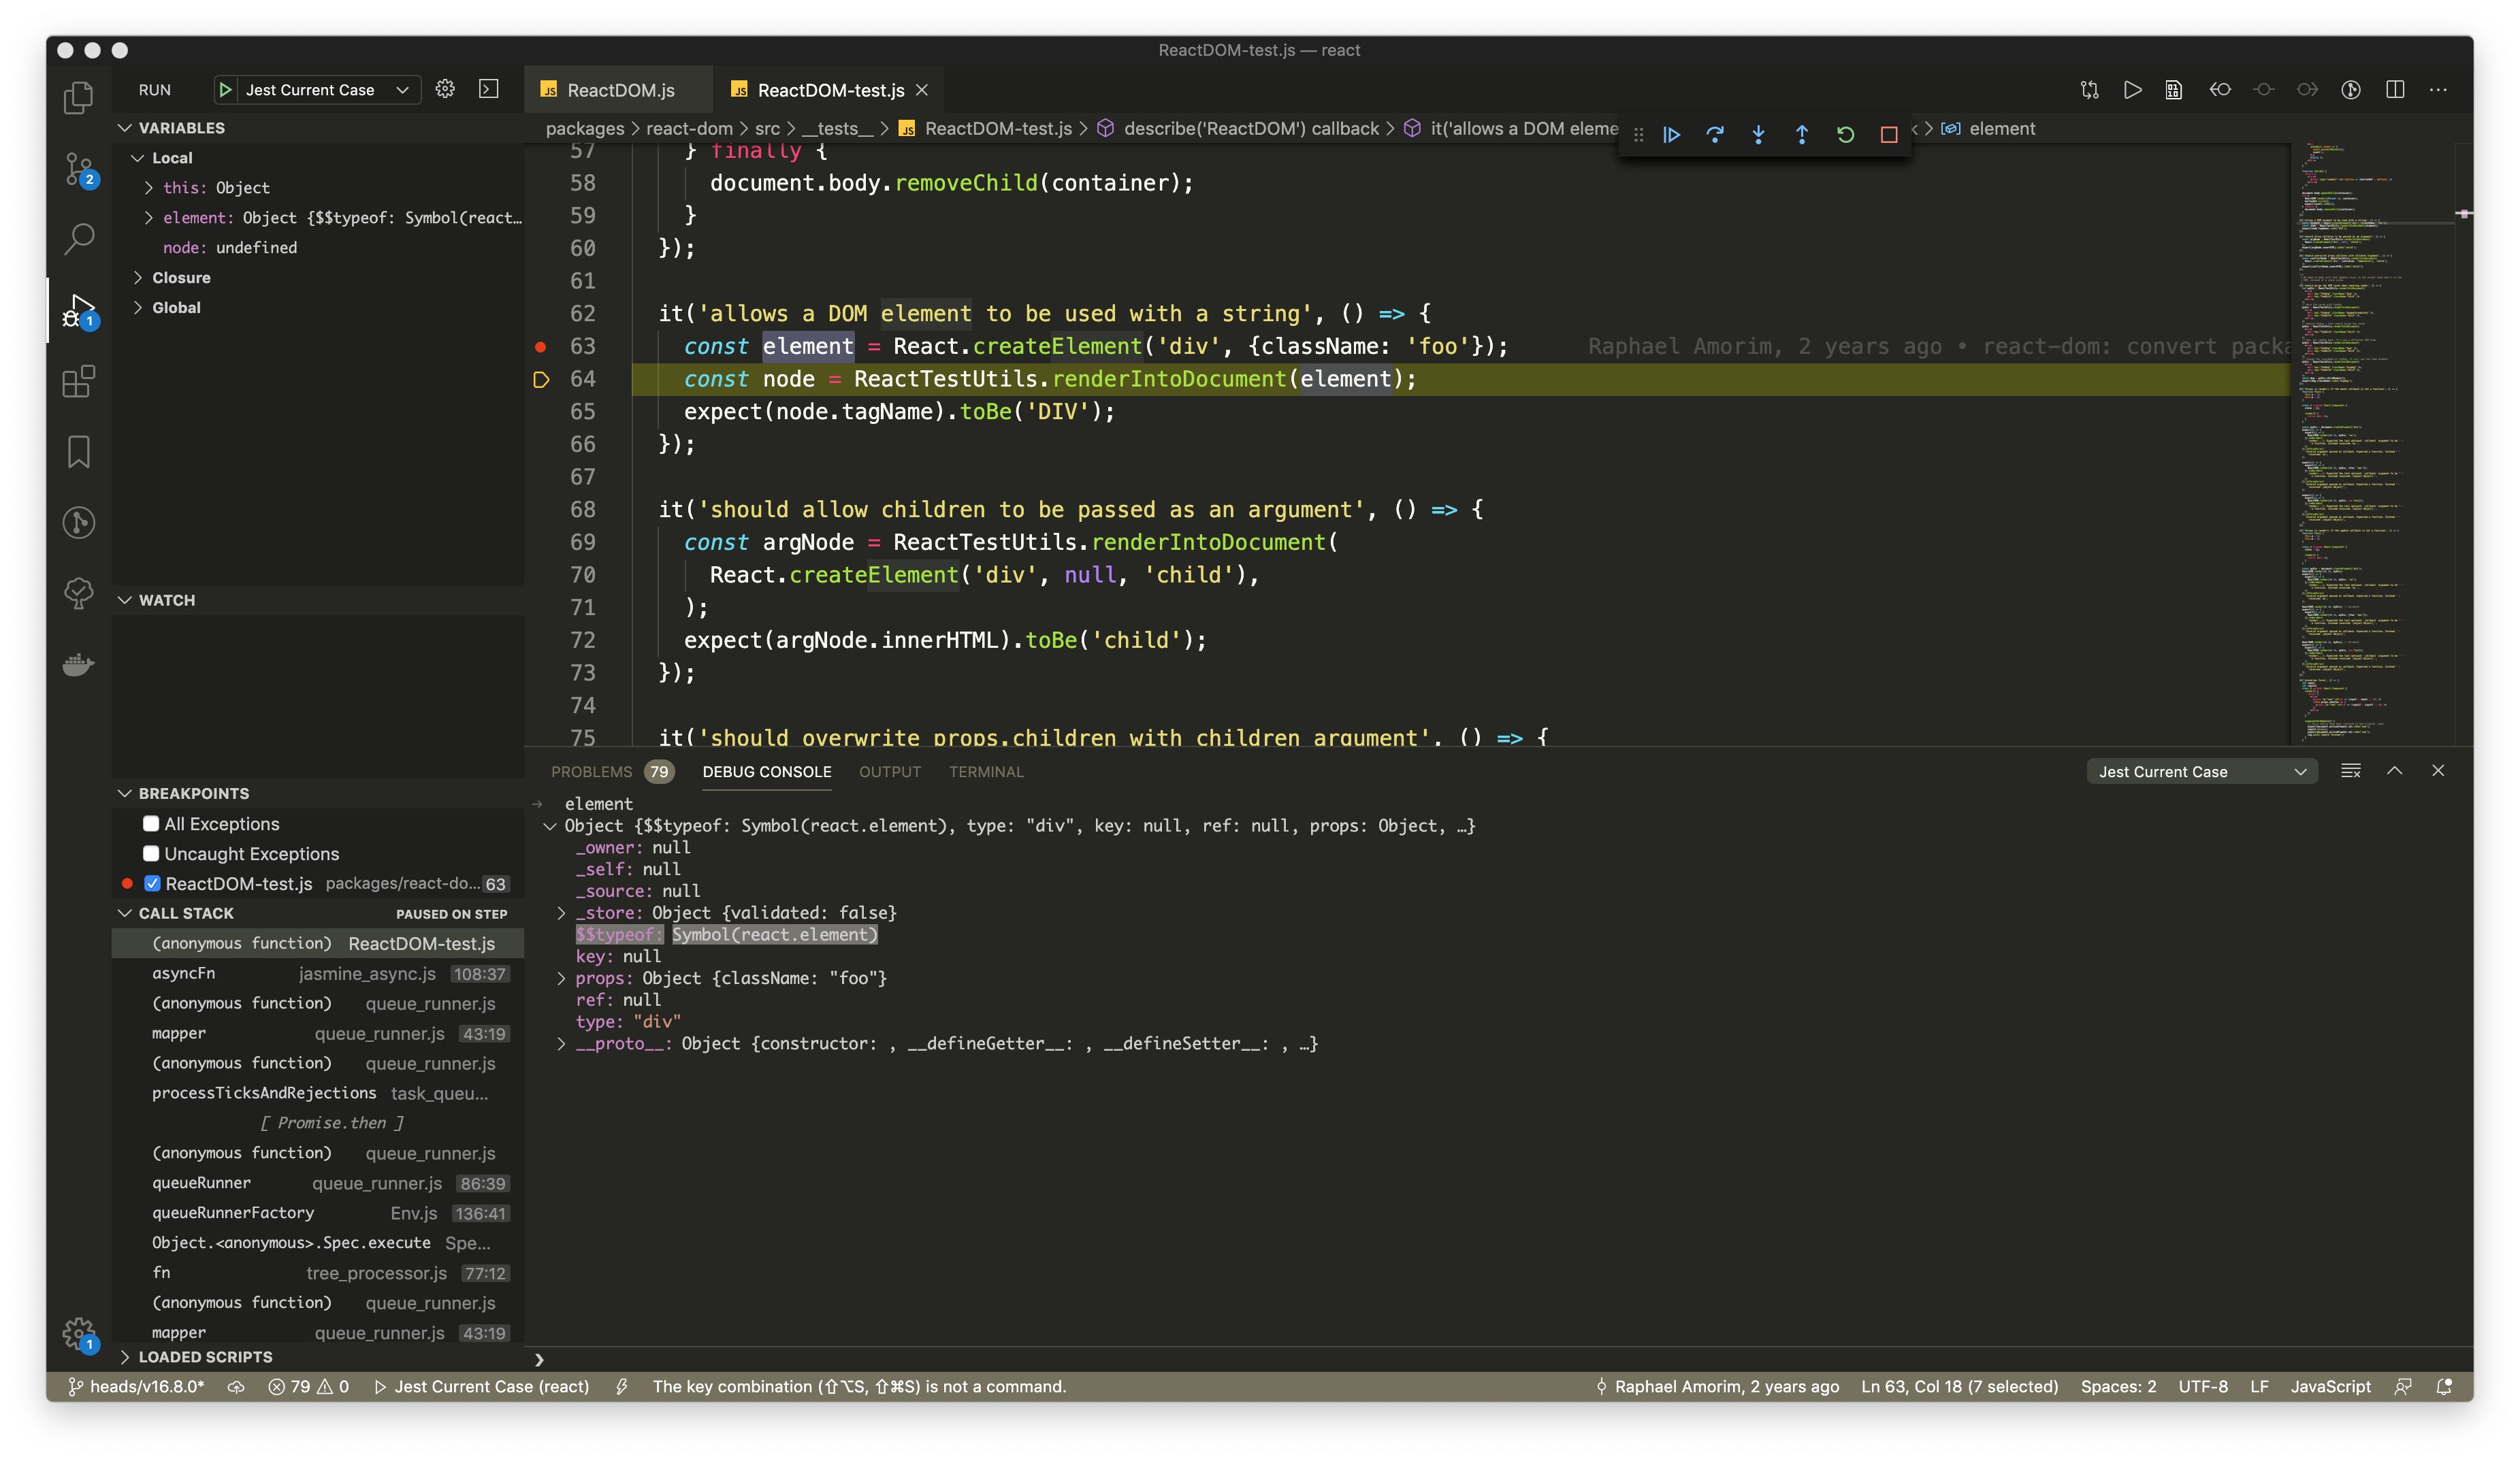 ReactDOM-test.js — react
RUN
Jest Current Case
ReactDOM.js
ReactDOM-test.js
packages > react-dom > src > __tests__ > ReactDOM-test.js > describe('ReactDOM') callback > it('allows a DOM eleme
element
VARIABLES
Local
this: Object
element: Object {$$typeof: Symbol(react…
node: undefined
Closure
Global
WATCH
BREAKPOINTS
All Exceptions
Uncaught Exceptions
ReactDOM-test.js packages/react-do... 63
CALL STACK PAUSED ON STEP
(anonymous function) ReactDOM-test.js
asyncFn jasmine_async.js 108:37
(anonymous function) queue_runner.js
mapper queue_runner.js 43:19
(anonymous function) queue_runner.js
processTicksAndRejections task_queu...
[ Promise.then ]
(anonymous function) queue_runner.js
queueRunner queue_runner.js 86:39
queueRunnerFactory Env.js 136:41
Object.<anonymous>.Spec.execute Spe...
fn tree_processor.js 77:12
(anonymous function) queue_runner.js
mapper queue_runner.js 43:19
LOADED SCRIPTS
2
1
1
57 } finally {
58 document.body.removeChild(container);
59 }
60 });
61
62 it('allows a DOM element to be used with a string', () => {
63 const element = React.createElement('div', {className: 'foo'}); Raphael Amorim, 2 years ago • react-dom: convert packa
64 const node = ReactTestUtils.renderIntoDocument(element);
65 expect(node.tagName).toBe('DIV');
66 });
67
68 it('should allow children to be passed as an argument', () => {
69 const argNode = ReactTestUtils.renderIntoDocument(
70 React.createElement('div', null, 'child'),
71 );
72 expect(argNode.innerHTML).toBe('child');
73 });
74
75 it('should overwrite props.children with children argument', () => {
PROBLEMS 79 DEBUG CONSOLE OUTPUT TERMINAL
Jest Current Case
element
Object {$$typeof: Symbol(react.element), type: "div", key: null, ref: null, props: Object, …}
_owner: null
_self: null
_source: null
_store: Object {validated: false}
$$typeof: Symbol(react.element)
key: null
props: Object {className: "foo"}
ref: null
type: "div"
__proto__: Object {constructor: , __defineGetter__: , __defineSetter__: , …}
heads/v16.8.0* 79 0 Jest Current Case (react) The key combination (⇧⌥S, ⇧⌘S) is not a command. Raphael Amorim, 2 years ago Ln 63, Col 18 (7 selected) Spaces: 2 UTF-8 LF JavaScript